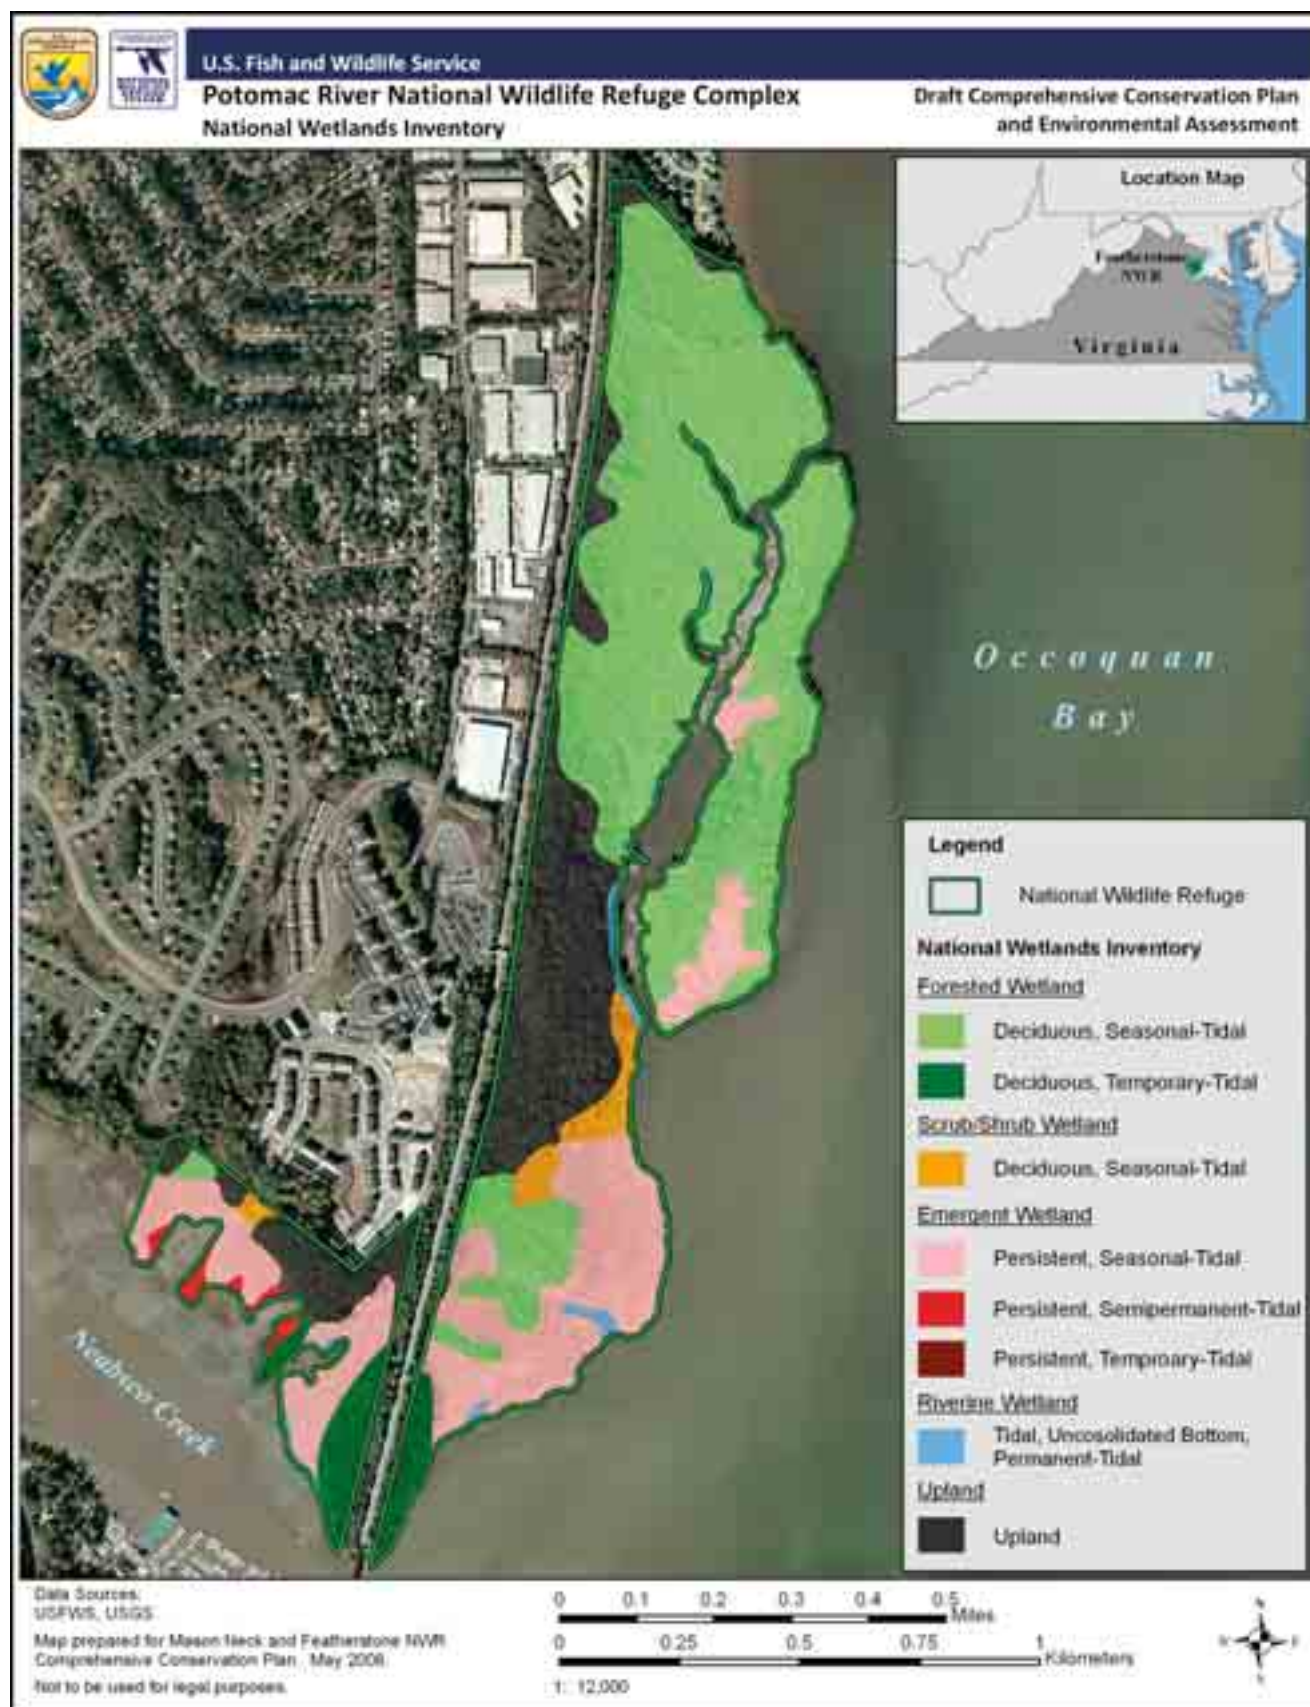 U.S. Fish and Wildlife Service
Potomac River National Wildlife Refuge Complex
National Wetlands Inventory
Draft Comprehensive Conservation Plan
and Environmental Assessment
Location Map
Featherstone
NWR
Virginia
Occoquan
Bay
Neabsco Creek
Legend
National Wildlife Refuge
National Wetlands Inventory
Forested Wetland
Deciduous, Seasonal-Tidal
Deciduous, Temporary-Tidal
Scrub/Shrub Wetland
Deciduous, Seasonal-Tidal
Emergent Wetland
Persistent, Seasonal-Tidal
Persistent, Semipermanent-Tidal
Persistent, Temproary-Tidal
Riverine Wetland
Tidal, Uncosolidated Bottom,
Permanent-Tidal
Upland
Upland
Data Sources:
USFWS, USGS
Map prepared for Mason Neck and Featherstone NWR
Comprehensive Conservation Plan. May 2008.
Not to be used for legal purposes.
0 0.1 0.2 0.3 0.4 0.5
Miles
0 0.25 0.5 0.75 1
Kilometers
1: 12,000